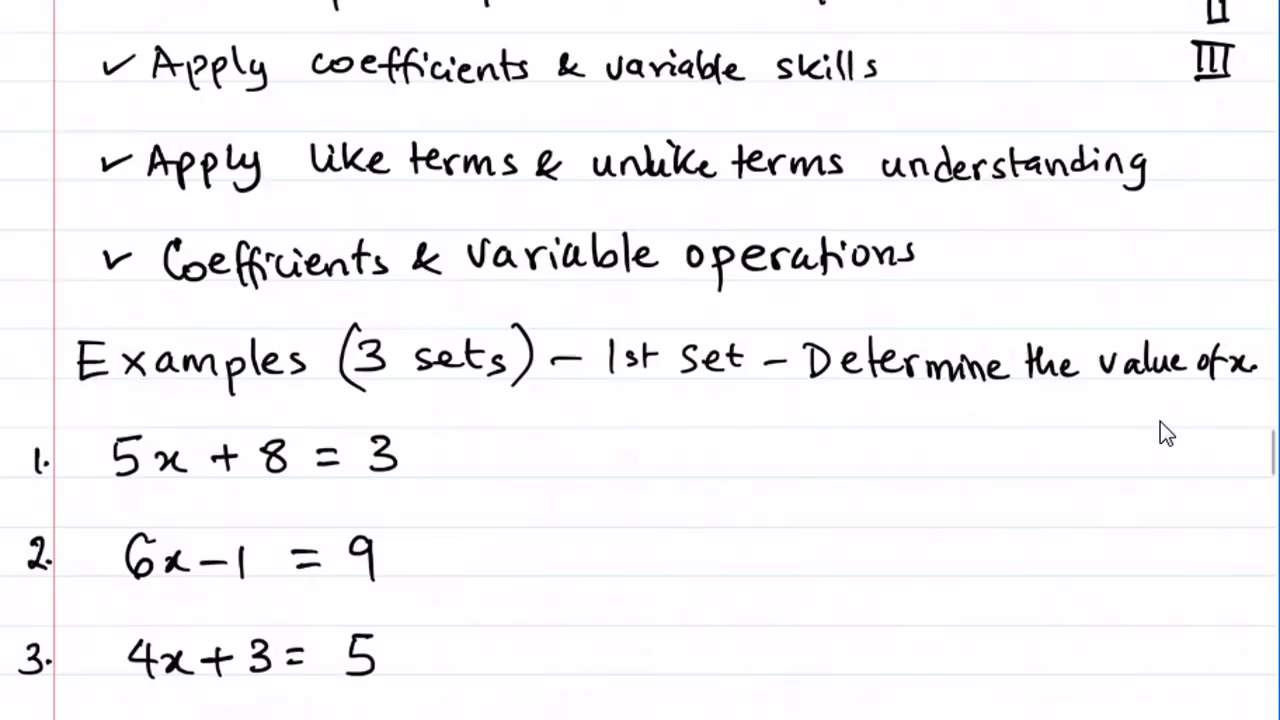 II
✓ Apply coefficients & variable skills III
✓ Apply like terms & unlike terms understanding
✓ Coefficients & variable operations
Examples (3 sets) – 1st set – Determine the value of x.
1. 5x + 8 = 3
2. 6x – 1 = 9
3. 4x + 3 = 5